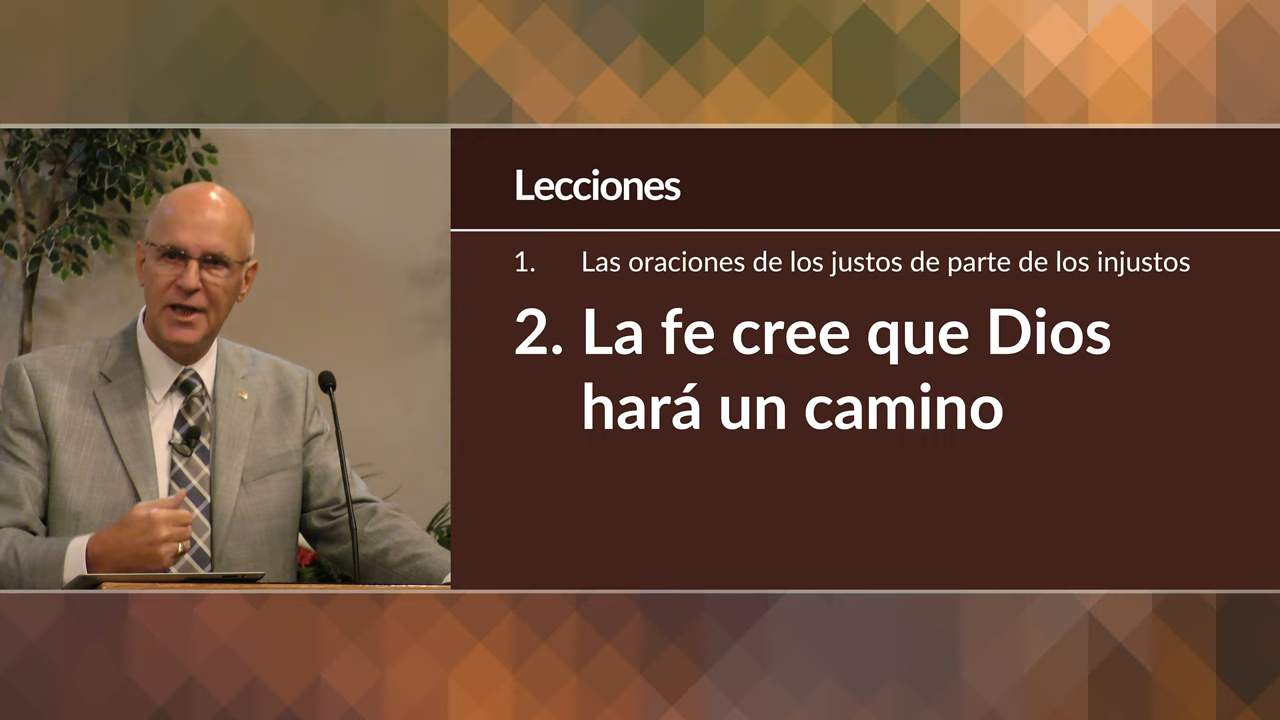 Lecciones
1. Las oraciones de los justos de parte de los injustos
2. La fe cree que Dios
hará un camino